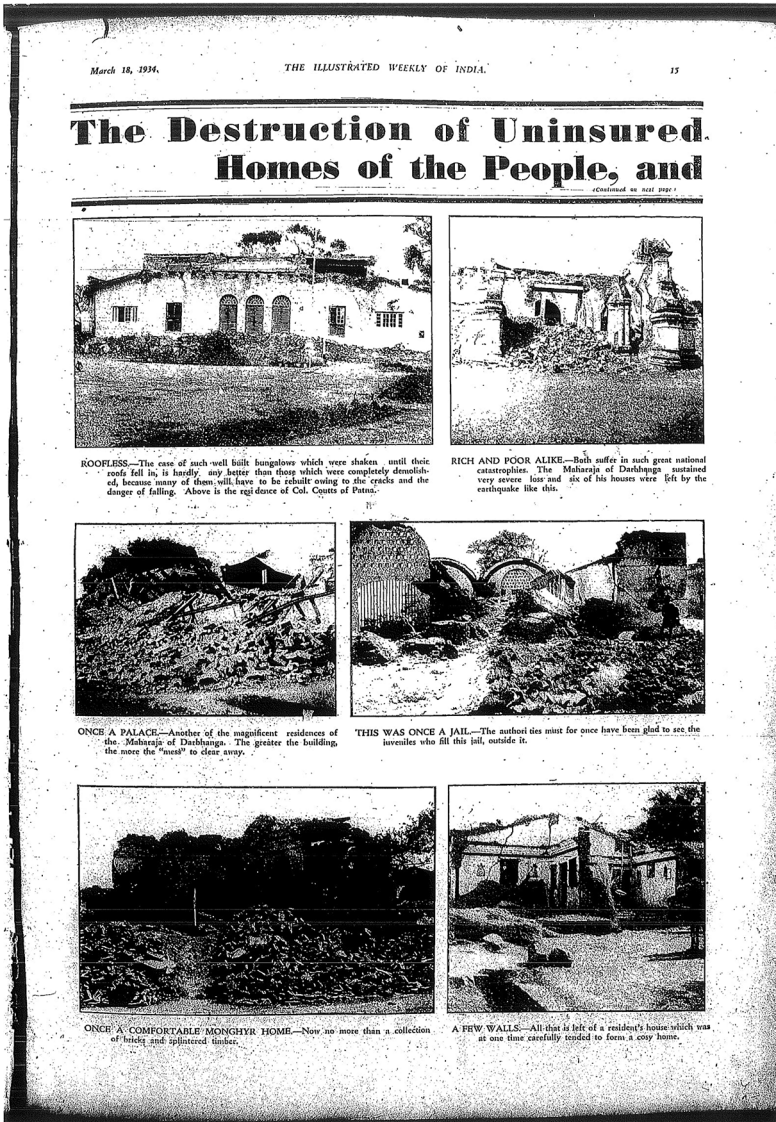 March 18, 1934.
THE ILLUSTRATED WEEKLY OF INDIA.
15
The Destruction of Uninsured
Homes of the People, and
(Continued on next page)
ROOFLESS.—The case of such well built bungalows which were shaken until their
roofs fell in, is hardly any better than those which were completely demolish-
ed, because many of them will have to be rebuilt owing to the cracks and the
danger of falling. Above is the residence of Col. Coutts of Patna.
RICH AND POOR ALIKE.—Both suffer in such great national
catastrophies. The Maharaja of Darbhanga sustained
very severe loss and six of his houses were left by the
earthquake like this.
ONCE A PALACE.—Another of the magnificent residences of
the Maharaja of Darbhanga. The greater the building,
the more the "mess" to clear away.
THIS WAS ONCE A JAIL.—The authorities must for once have been glad to see the
juveniles who fill this jail, outside it.
ONCE A COMFORTABLE MONGHYR HOME.—Now no more than a collection
of bricks and splintered timber.
A FEW WALLS.—All that is left of a resident's house which was
at one time carefully tended to form a cosy home.